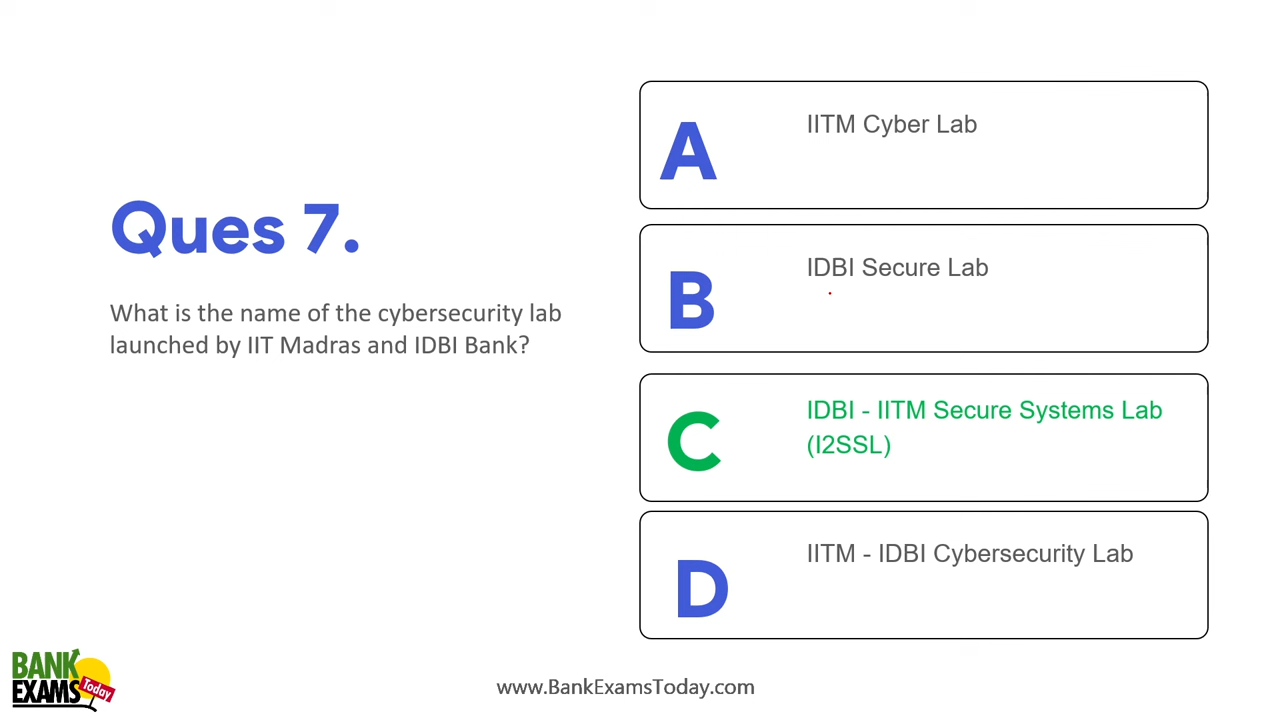 Ques 7.
What is the name of the cybersecurity lab
launched by IIT Madras and IDBI Bank?
A
IITM Cyber Lab
B
IDBI Secure Lab
C
IDBI - IITM Secure Systems Lab
(I2SSL)
D
IITM - IDBI Cybersecurity Lab
BANK
EXAMS
Today
www.BankExamsToday.com